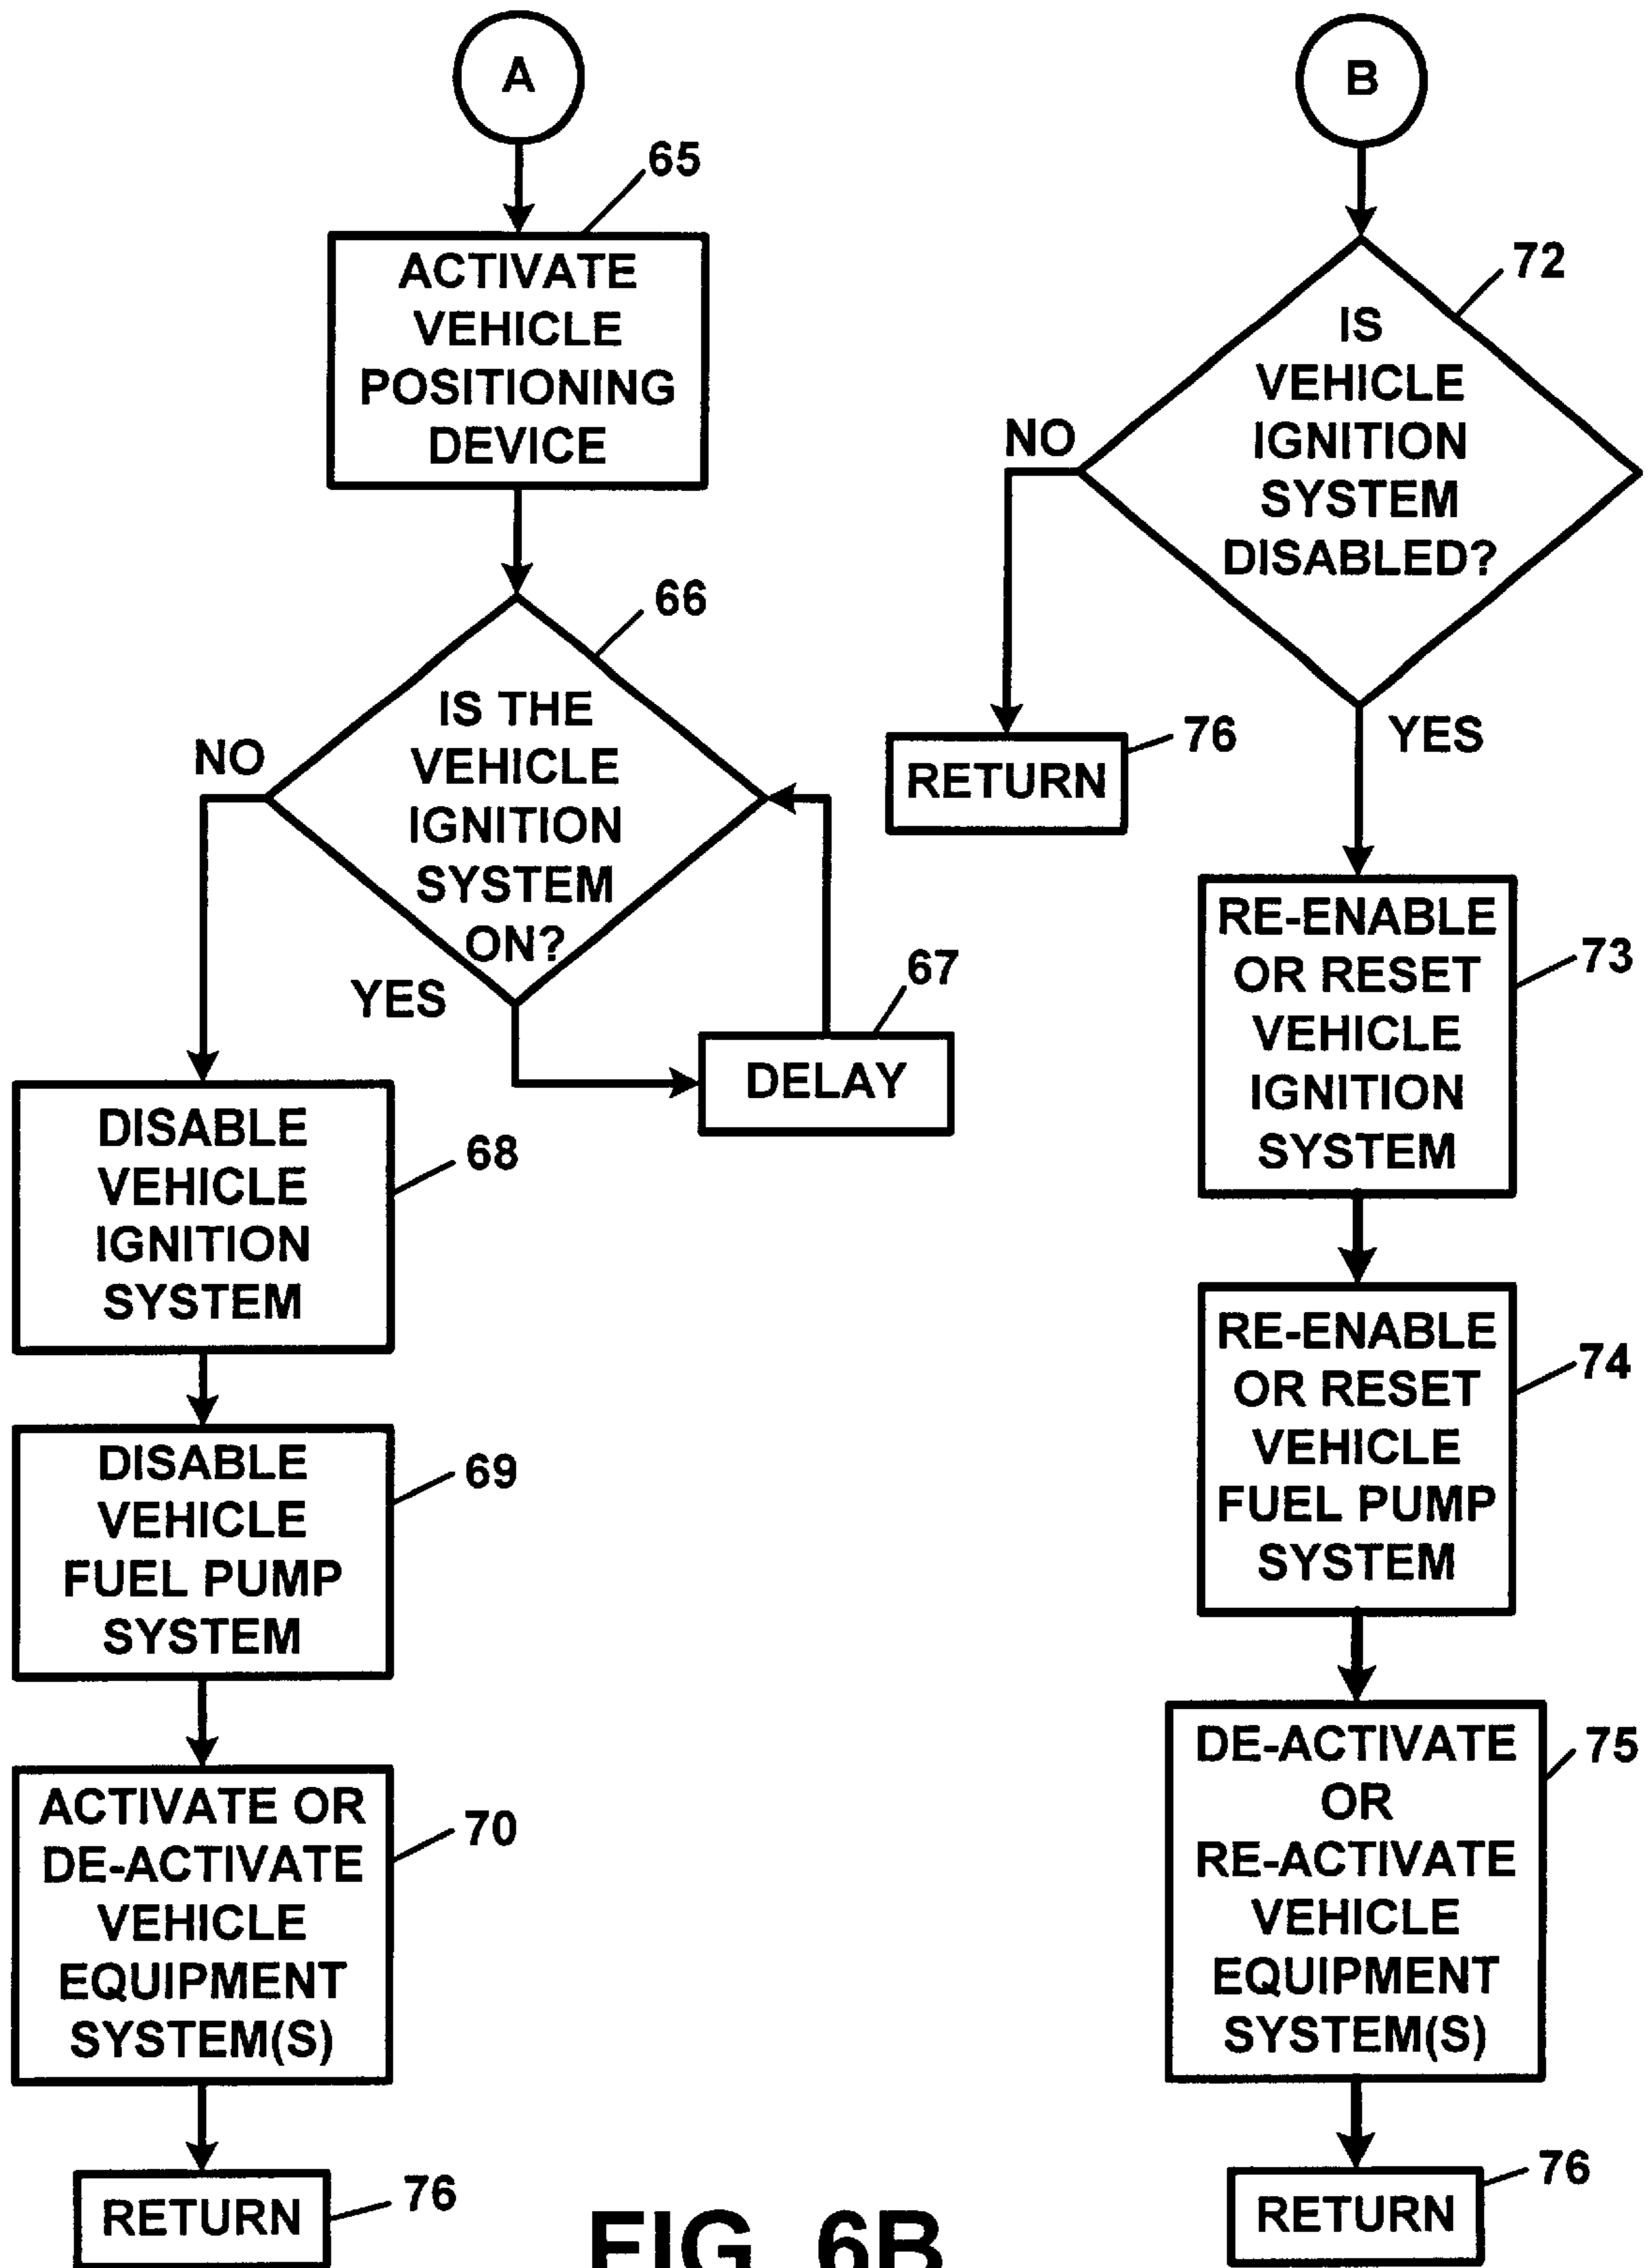 A
65
ACTIVATE
VEHICLE
POSITIONING
DEVICE
66
IS THE
VEHICLE
IGNITION
SYSTEM
ON?
NO
YES
67
DELAY
DISABLE
VEHICLE
IGNITION
SYSTEM
68
DISABLE
VEHICLE
FUEL PUMP
SYSTEM
69
ACTIVATE OR
DE-ACTIVATE
VEHICLE
EQUIPMENT
SYSTEM(S)
70
RETURN
76
B
72
IS
VEHICLE
IGNITION
SYSTEM
DISABLED?
NO
RETURN
76
YES
RE-ENABLE
OR RESET
VEHICLE
IGNITION
SYSTEM
73
RE-ENABLE
OR RESET
VEHICLE
FUEL PUMP
SYSTEM
74
DE-ACTIVATE
OR
RE-ACTIVATE
VEHICLE
EQUIPMENT
SYSTEM(S)
75
RETURN
76
FIG. 6B